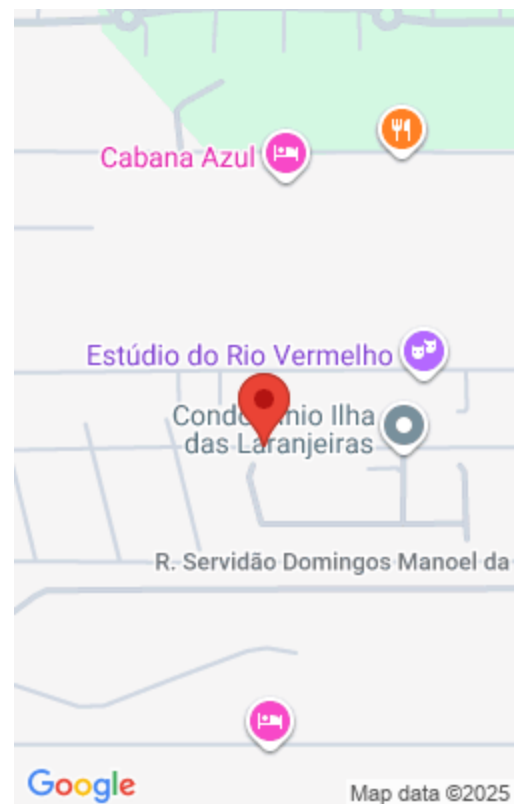 Cabana Azul
Estúdio do Rio Vermelho
Condomínio Ilha
das Laranjeiras
R. Servidão Domingos Manoel da
Google
Map data ©2025